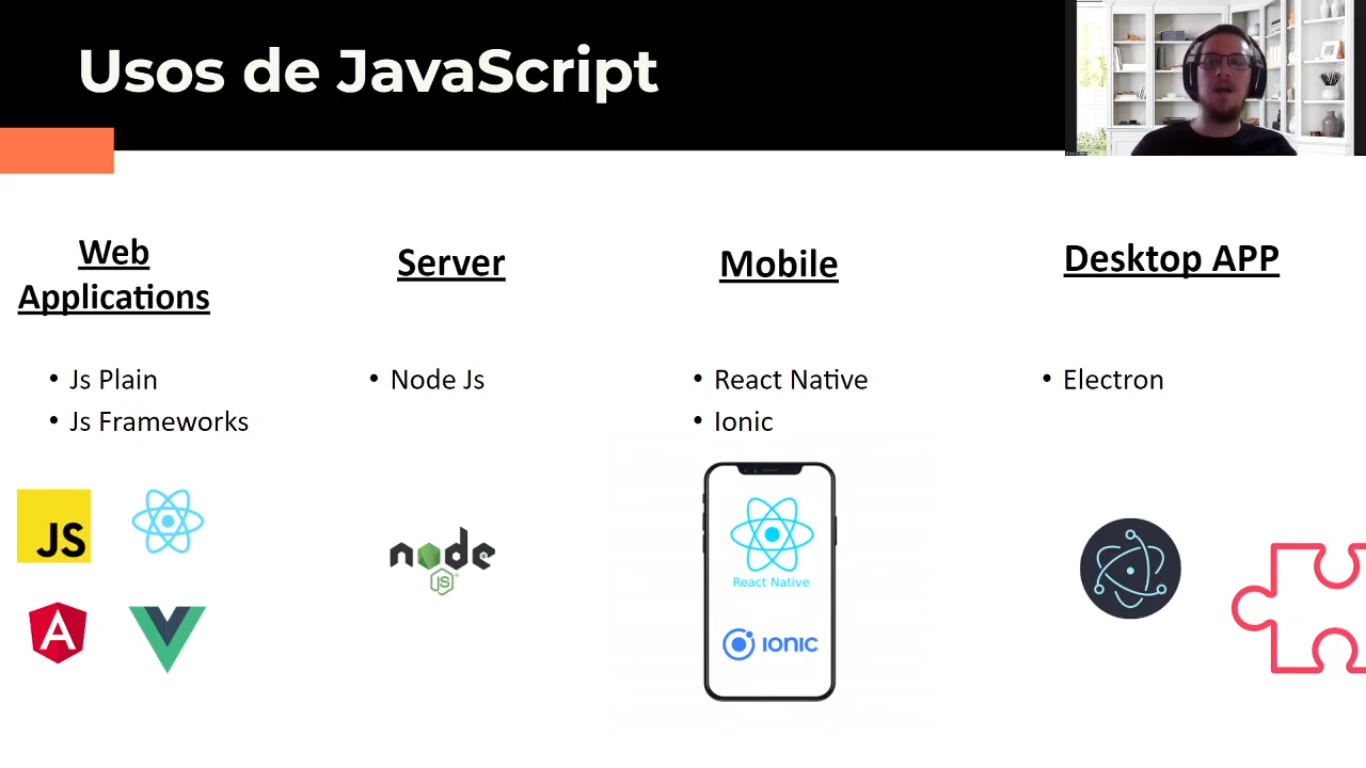 Usos de JavaScript
Web
Applications
• Js Plain
• Js Frameworks
JS
A
Server
• Node Js
node
JS
Mobile
• React Native
• Ionic
React Native
IONIC
Desktop APP
• Electron